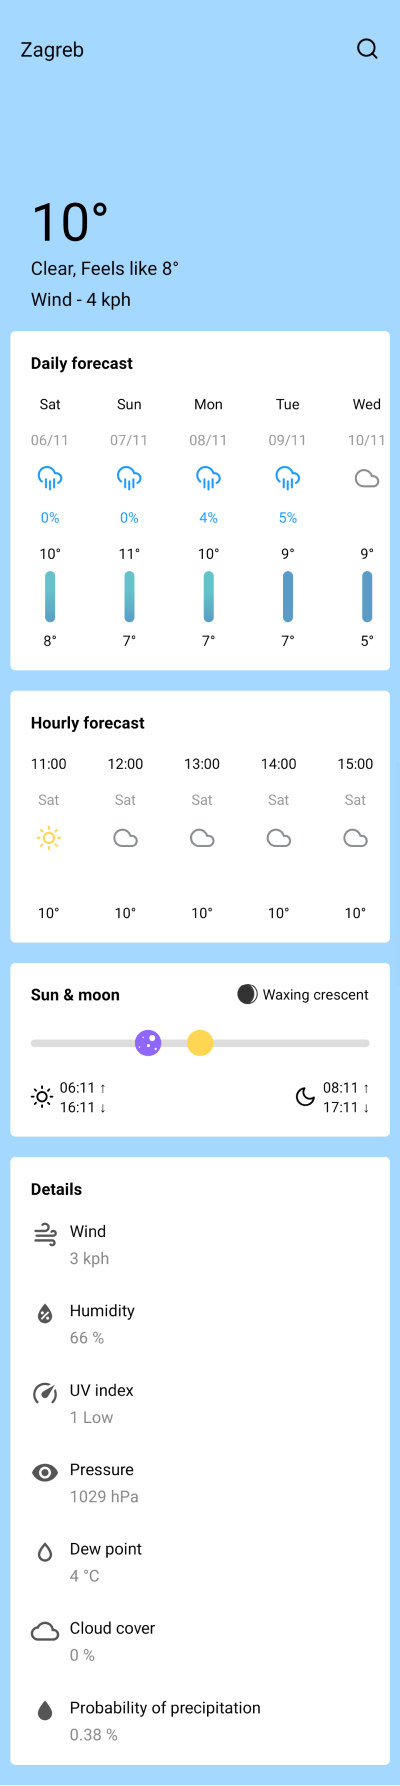 Zagreb
10°
Clear, Feels like 8°
Wind - 4 kph
Daily forecast
Sat Sun Mon Tue Wed
06/11 07/11 08/11 09/11 10/11
0% 0% 4% 5%
10° 11° 10° 9° 9°
8° 7° 7° 7° 5°
Hourly forecast
11:00 12:00 13:00 14:00 15:00
Sat Sat Sat Sat Sat
10° 10° 10° 10° 10°
Sun & moon Waxing crescent
06:11 ↑ 08:11 ↑
16:11 ↓ 17:11 ↓
Details
Wind
3 kph
Humidity
66 %
UV index
1 Low
Pressure
1029 hPa
Dew point
4 °C
Cloud cover
0 %
Probability of precipitation
0.38 %